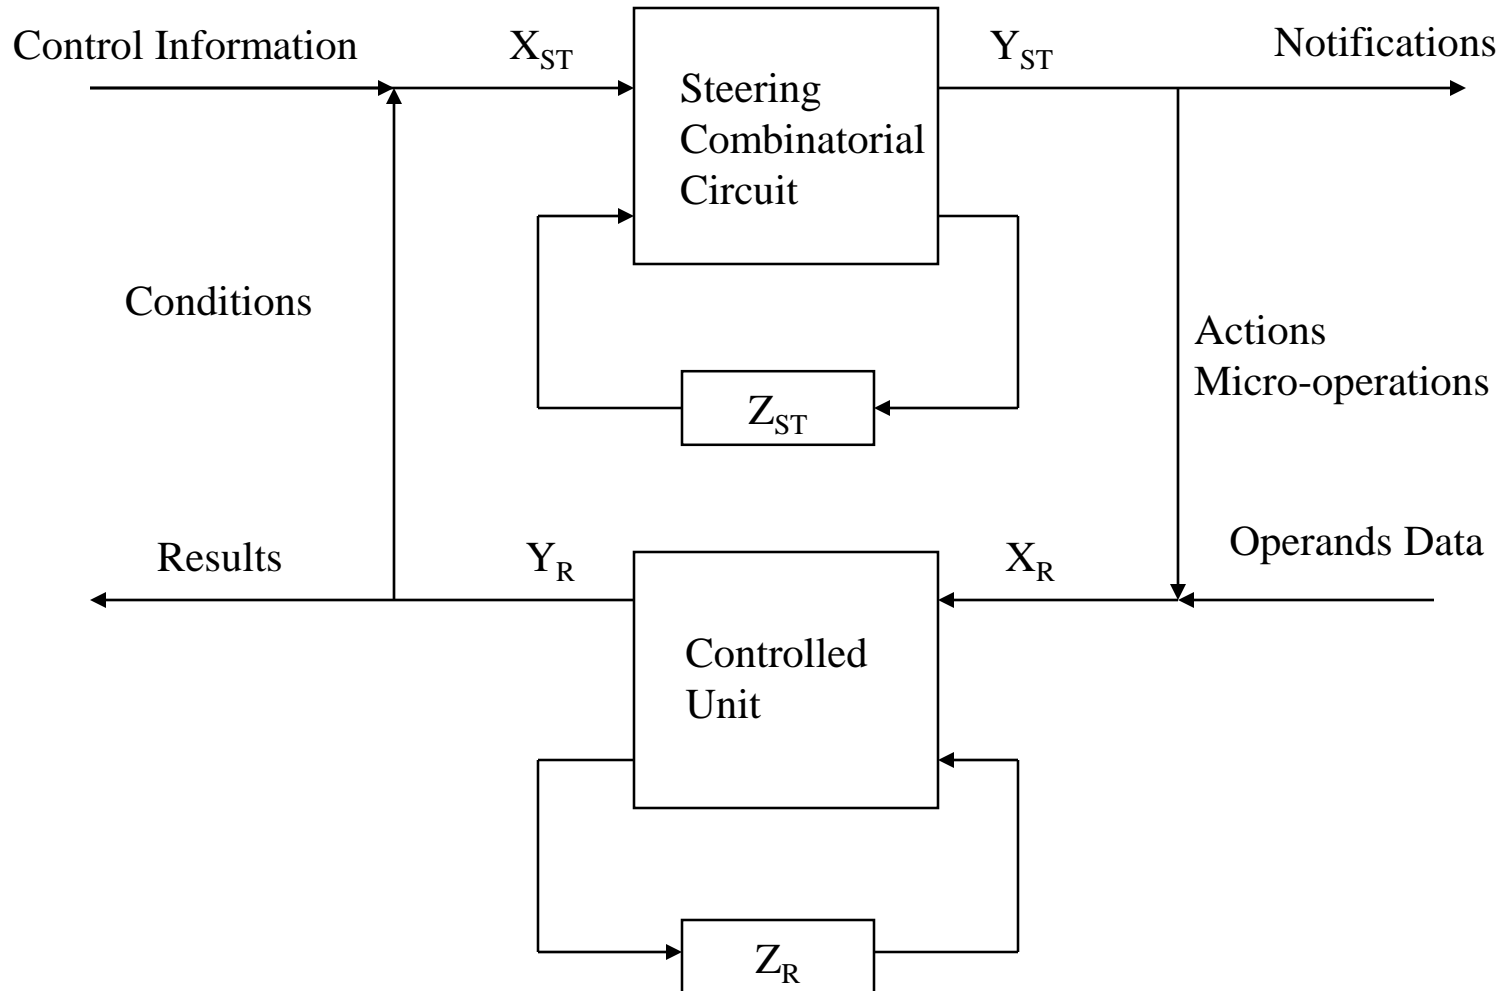 Control Information
X_ST
Y_ST
Notifications
Steering
Combinatorial
Circuit
Conditions
Actions
Micro-operations
Z_ST
Results
Y_R
X_R
Operands Data
Controlled
Unit
Z_R